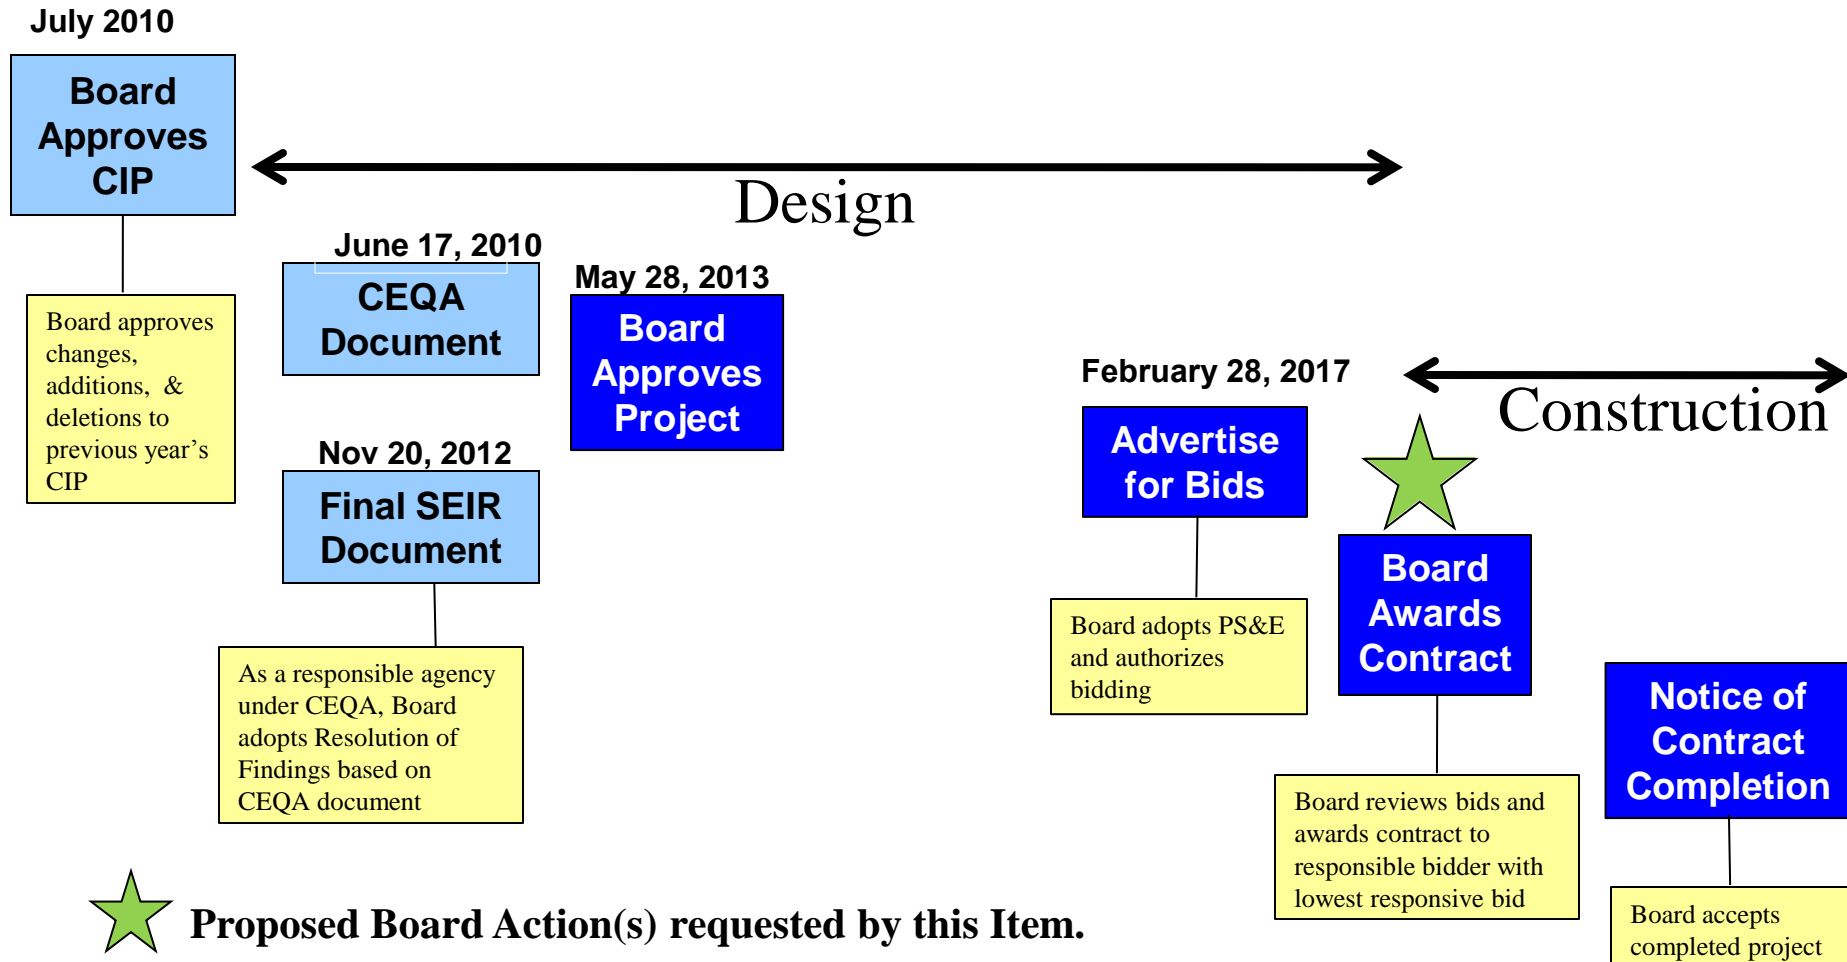 July 2010
Board
Approves
CIP
Board approves
changes,
additions, &
deletions to
previous year's
CIP
Design
June 17, 2010
CEQA
Document
Nov 20, 2012
Final SEIR
Document
As a responsible agency
under CEQA, Board
adopts Resolution of
Findings based on
CEQA document
May 28, 2013
Board
Approves
Project
February 28, 2017
Advertise
for Bids
Board adopts PS&E
and authorizes
bidding
Construction
Board
Awards
Contract
Board reviews bids and
awards contract to
responsible bidder with
lowest responsive bid
Notice of
Contract
Completion
Board accepts
completed project
Proposed Board Action(s) requested by this Item.